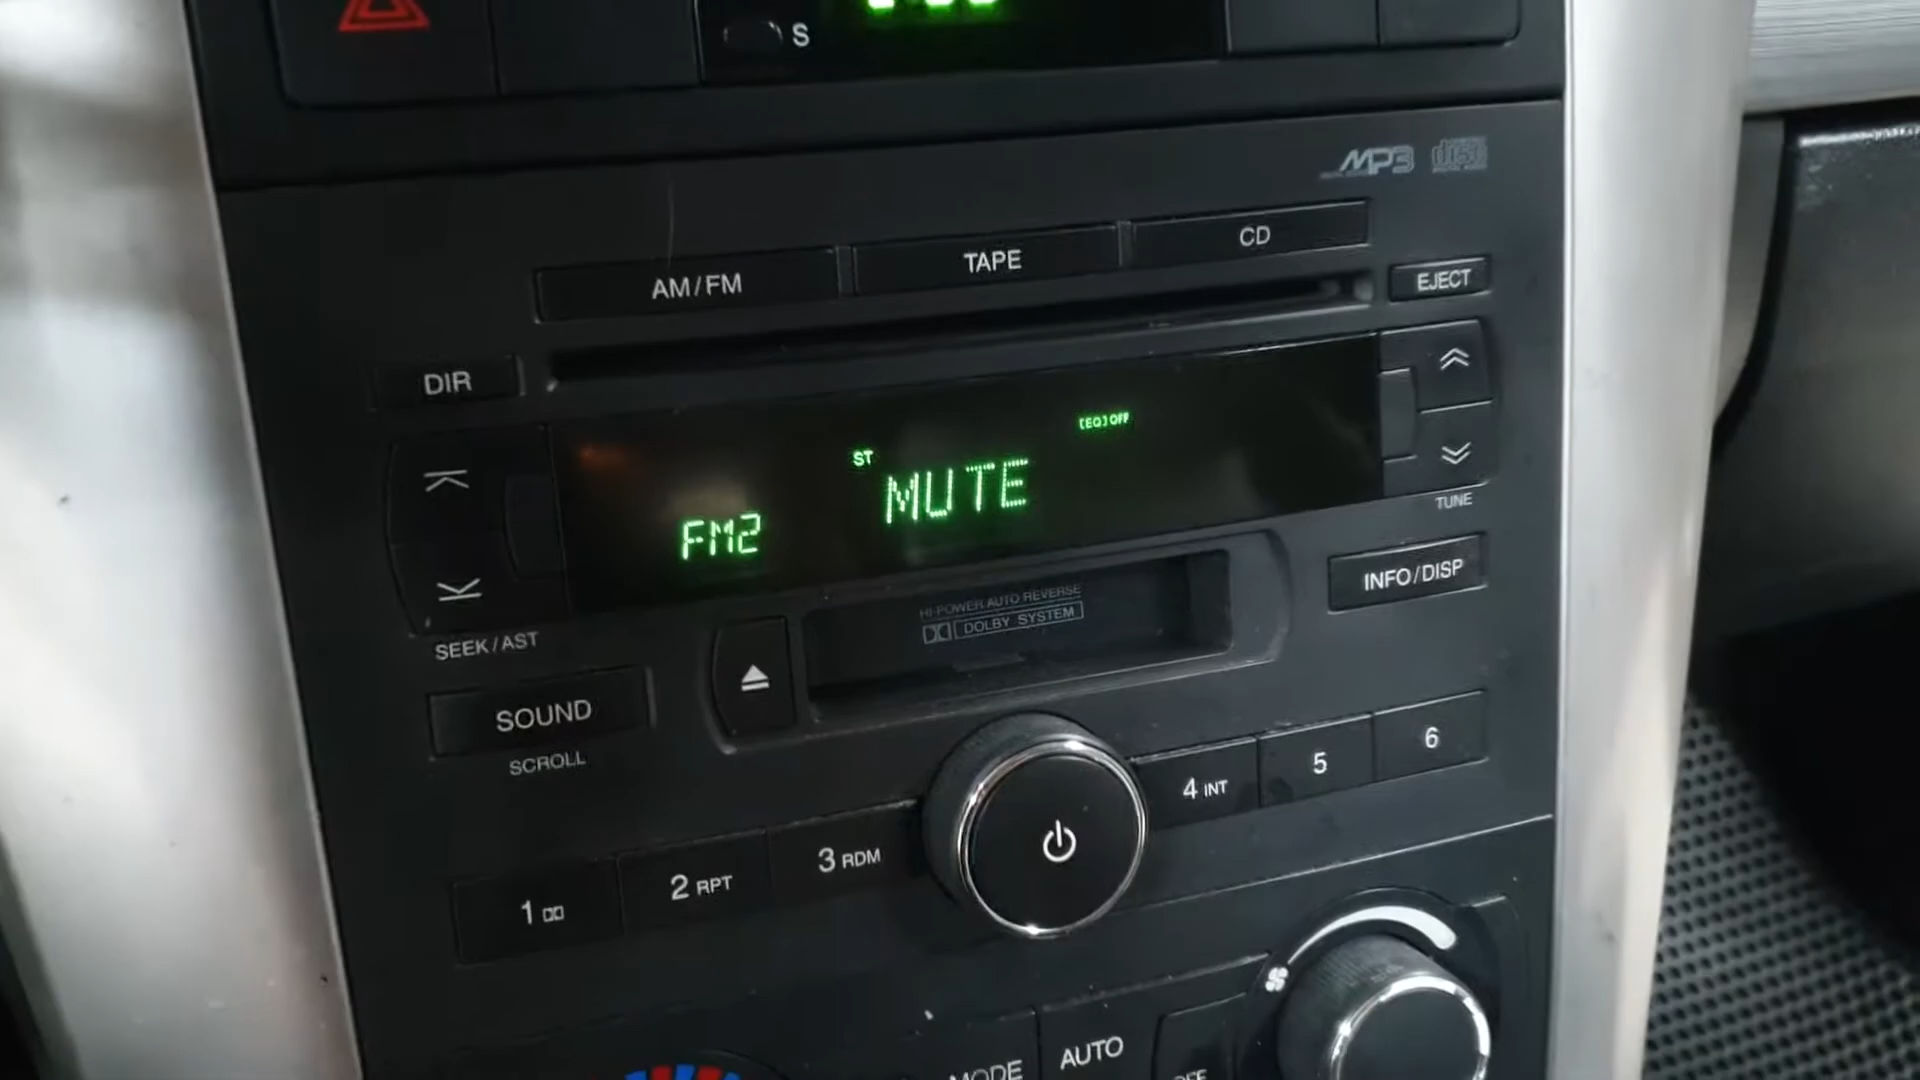 S
MP3
AM/FM
TAPE
CD
EJECT
DIR
[EQ] OFF
ST
MUTE
FM2
TUNE
HI-POWER AUTO REVERSE
DOLBY SYSTEM
INFO/DISP
SEEK/AST
SOUND
SCROLL
1
2 RPT
3 RDM
4 INT
5
6
MODE
AUTO